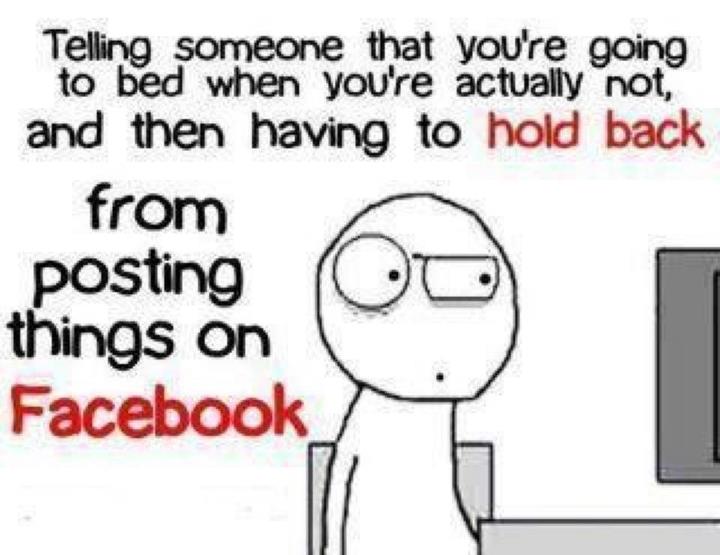 Telling someone that you're going
to bed when you're actually not,
and then having to hold back
from
posting
things on
Facebook